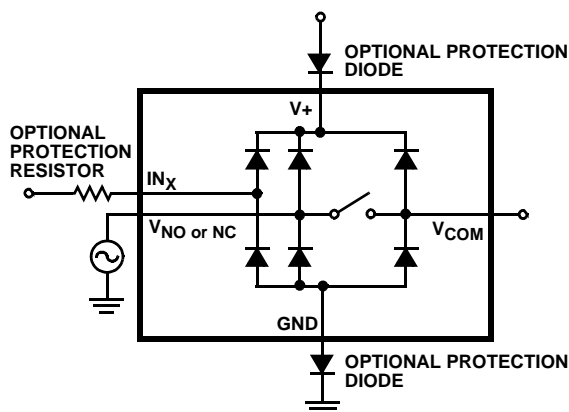 OPTIONAL PROTECTION
DIODE
V+
OPTIONAL
PROTECTION
RESISTOR
INX
VNO or NC
VCOM
GND
OPTIONAL PROTECTION
DIODE